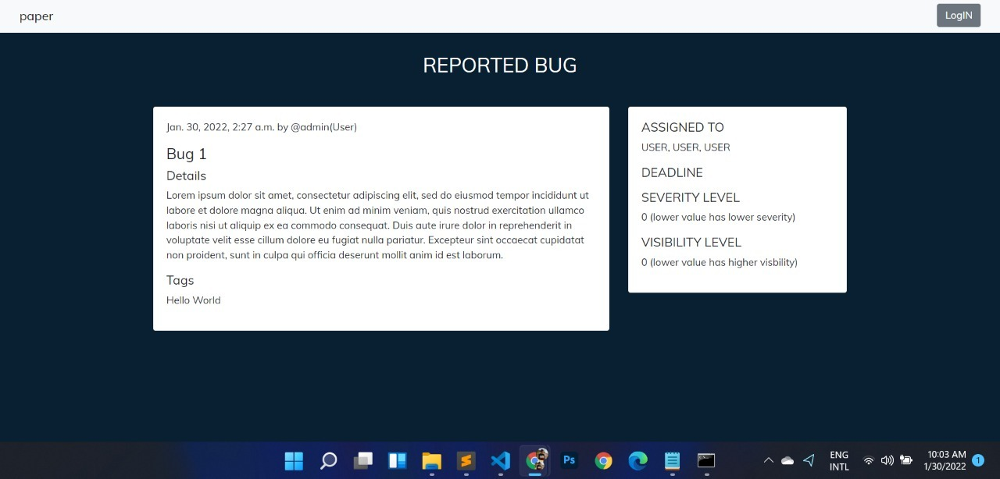 paper
LogIN
REPORTED BUG
Jan. 30, 2022, 2:27 a.m. by @admin(User)
Bug 1
Details
Lorem ipsum dolor sit amet, consectetur adipiscing elit, sed do eiusmod tempor incididunt ut
labore et dolore magna aliqua. Ut enim ad minim veniam, quis nostrud exercitation ullamco
laboris nisi ut aliquip ex ea commodo consequat. Duis aute irure dolor in reprehenderit in
voluptate velit esse cillum dolore eu fugiat nulla pariatur. Excepteur sint occaecat cupidatat
non proident, sunt in culpa qui officia deserunt mollit anim id est laborum.
Tags
Hello World
ASSIGNED TO
USER, USER, USER
DEADLINE
SEVERITY LEVEL
0 (lower value has lower severity)
VISIBILITY LEVEL
0 (lower value has higher visbility)
Ps
ENG
INTL
10:03 AM
1/30/2022
1